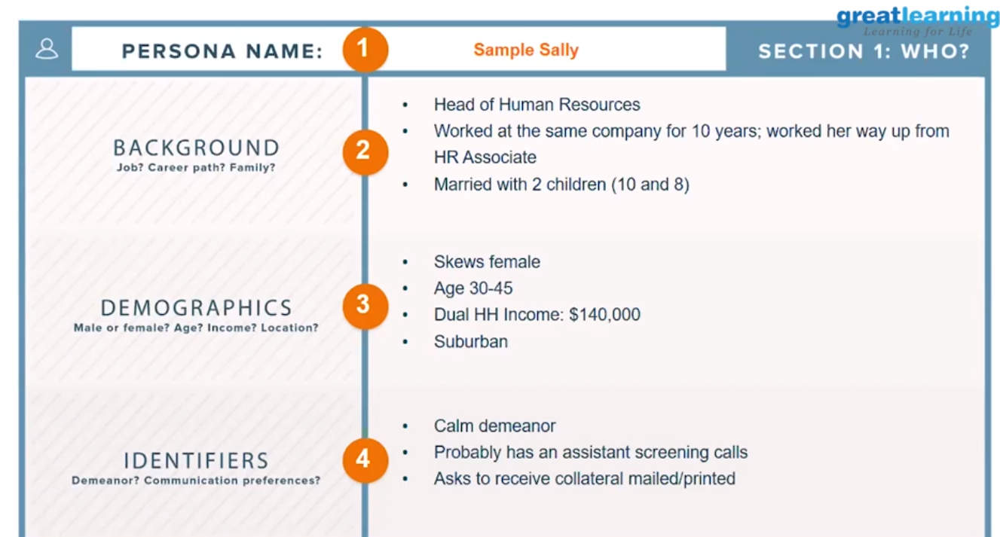 greatlearning
Learning for Life
PERSONA NAME:
1
Sample Sally
SECTION 1: WHO?
BACKGROUND
Job? Career path? Family?
2
• Head of Human Resources
• Worked at the same company for 10 years; worked her way up from
HR Associate
• Married with 2 children (10 and 8)
DEMOGRAPHICS
Male or female? Age? Income? Location?
3
• Skews female
• Age 30-45
• Dual HH Income: $140,000
• Suburban
IDENTIFIERS
Demeanor? Communication preferences?
4
• Calm demeanor
• Probably has an assistant screening calls
• Asks to receive collateral mailed/printed